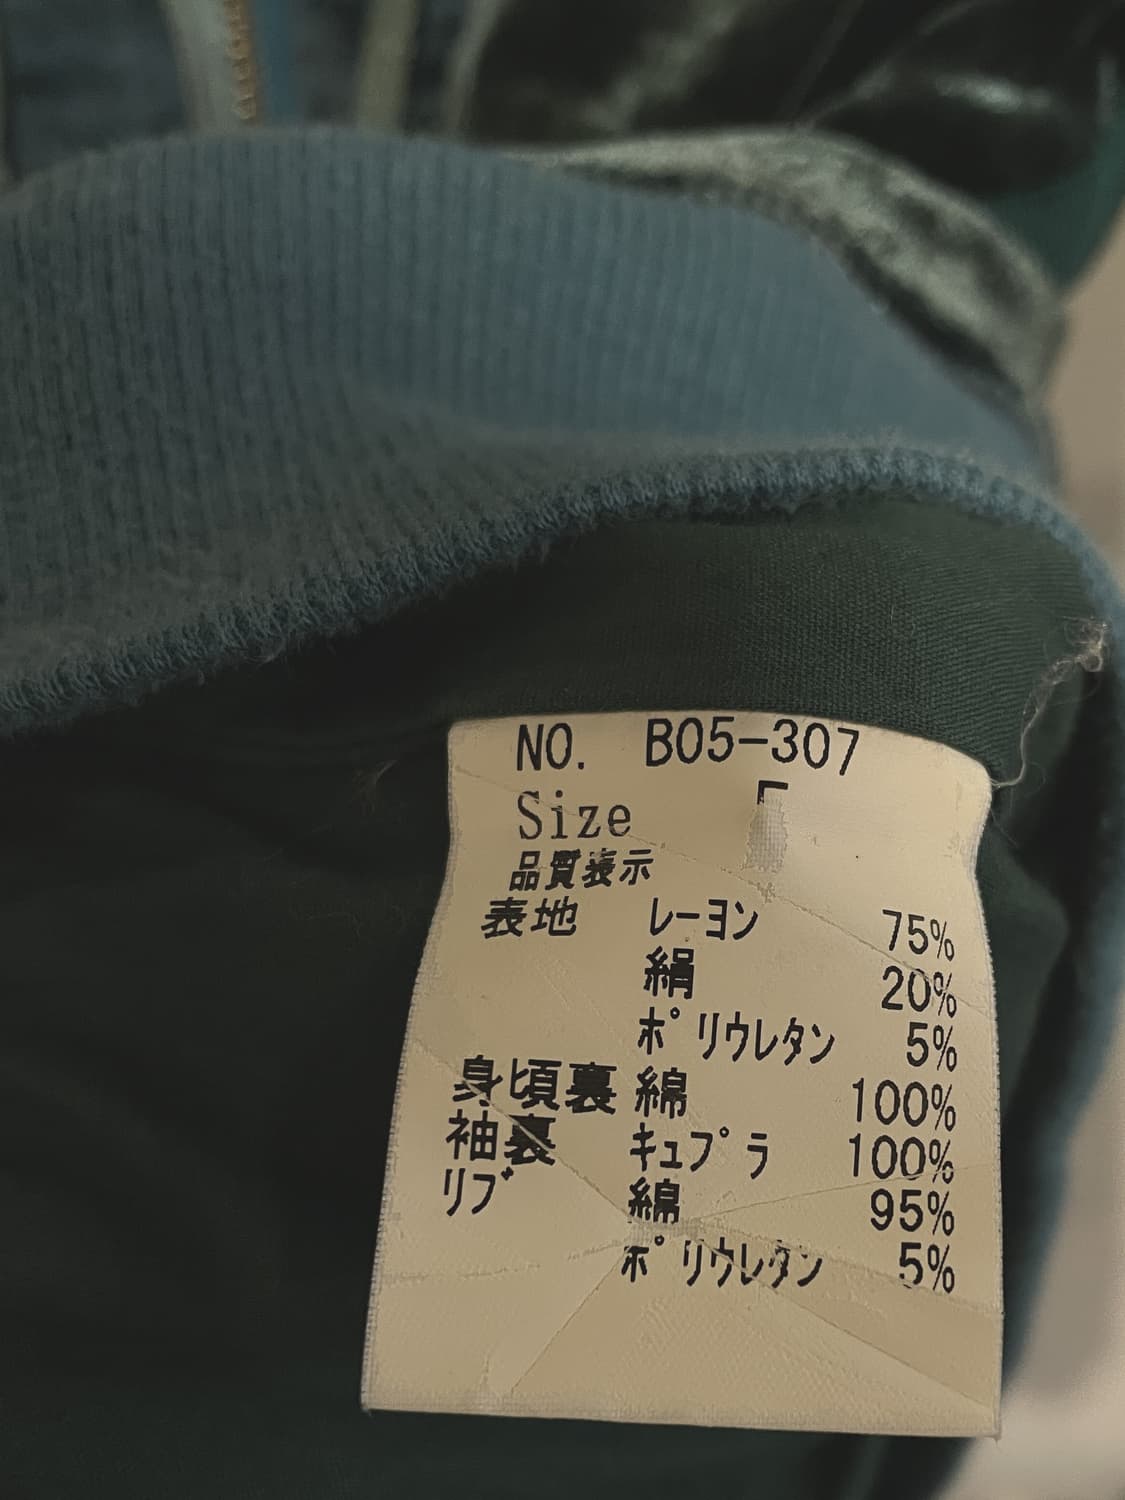 NO. B05-307
Size
品質表示
表地 レーヨン 75%
絹 20%
ポリウレタン 5%
身頃裏 綿 100%
袖裏 キュプラ 100%
リブ 綿 95%
ポリウレタン 5%